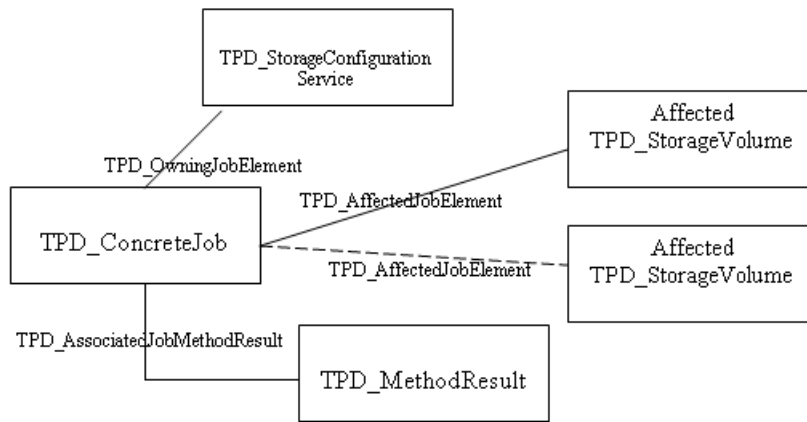 TPD_StorageConfiguration
Service
Affected
TPD_StorageVolume
TPD_OwningJobElement
TPD_AffectedJobElement
TPD_ConcreteJob
Affected
TPD_StorageVolume
TPD_AffectedJobElement
TPD_AssociatedJobMethodResult
TPD_MethodResult